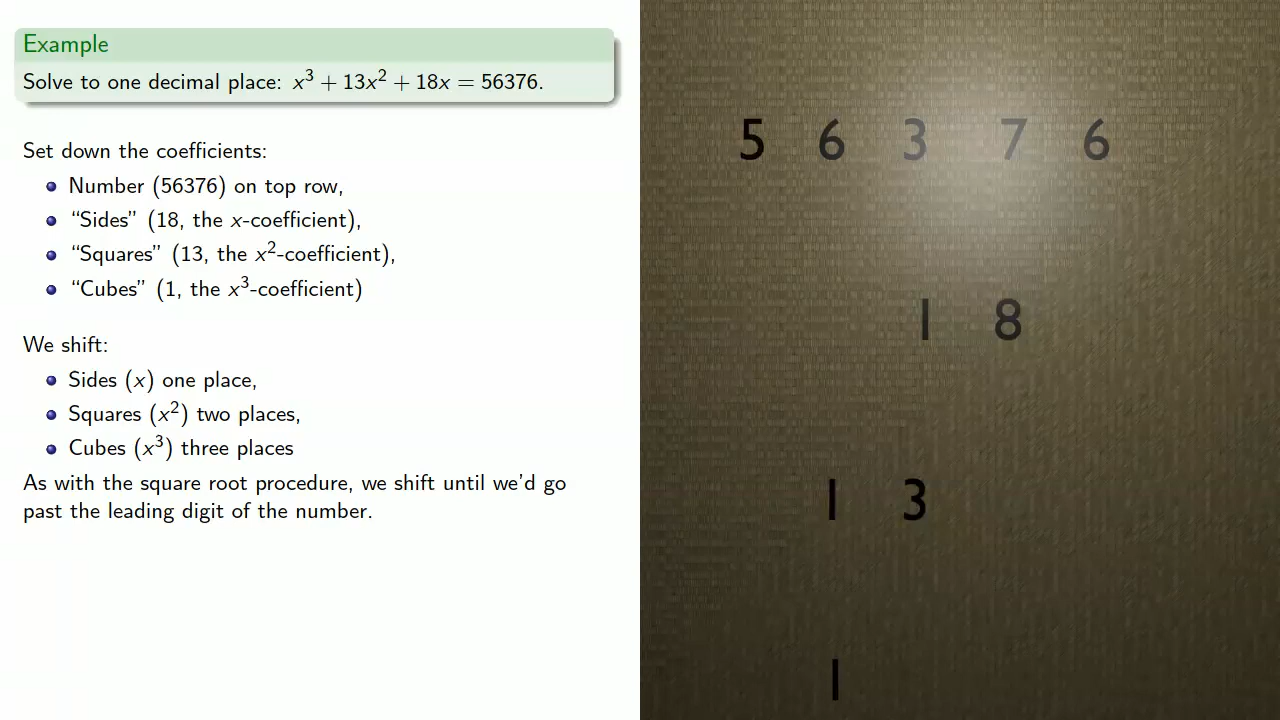 Example
Solve to one decimal place: x³ + 13x² + 18x = 56376.
Set down the coefficients:
Number (56376) on top row,
“Sides” (18, the x-coefficient),
“Squares” (13, the x²-coefficient),
“Cubes” (1, the x³-coefficient)
We shift:
Sides (x) one place,
Squares (x²) two places,
Cubes (x³) three places
As with the square root procedure, we shift until we’d go
past the leading digit of the number.
5 6 3 7 6
1 8
1 3
1